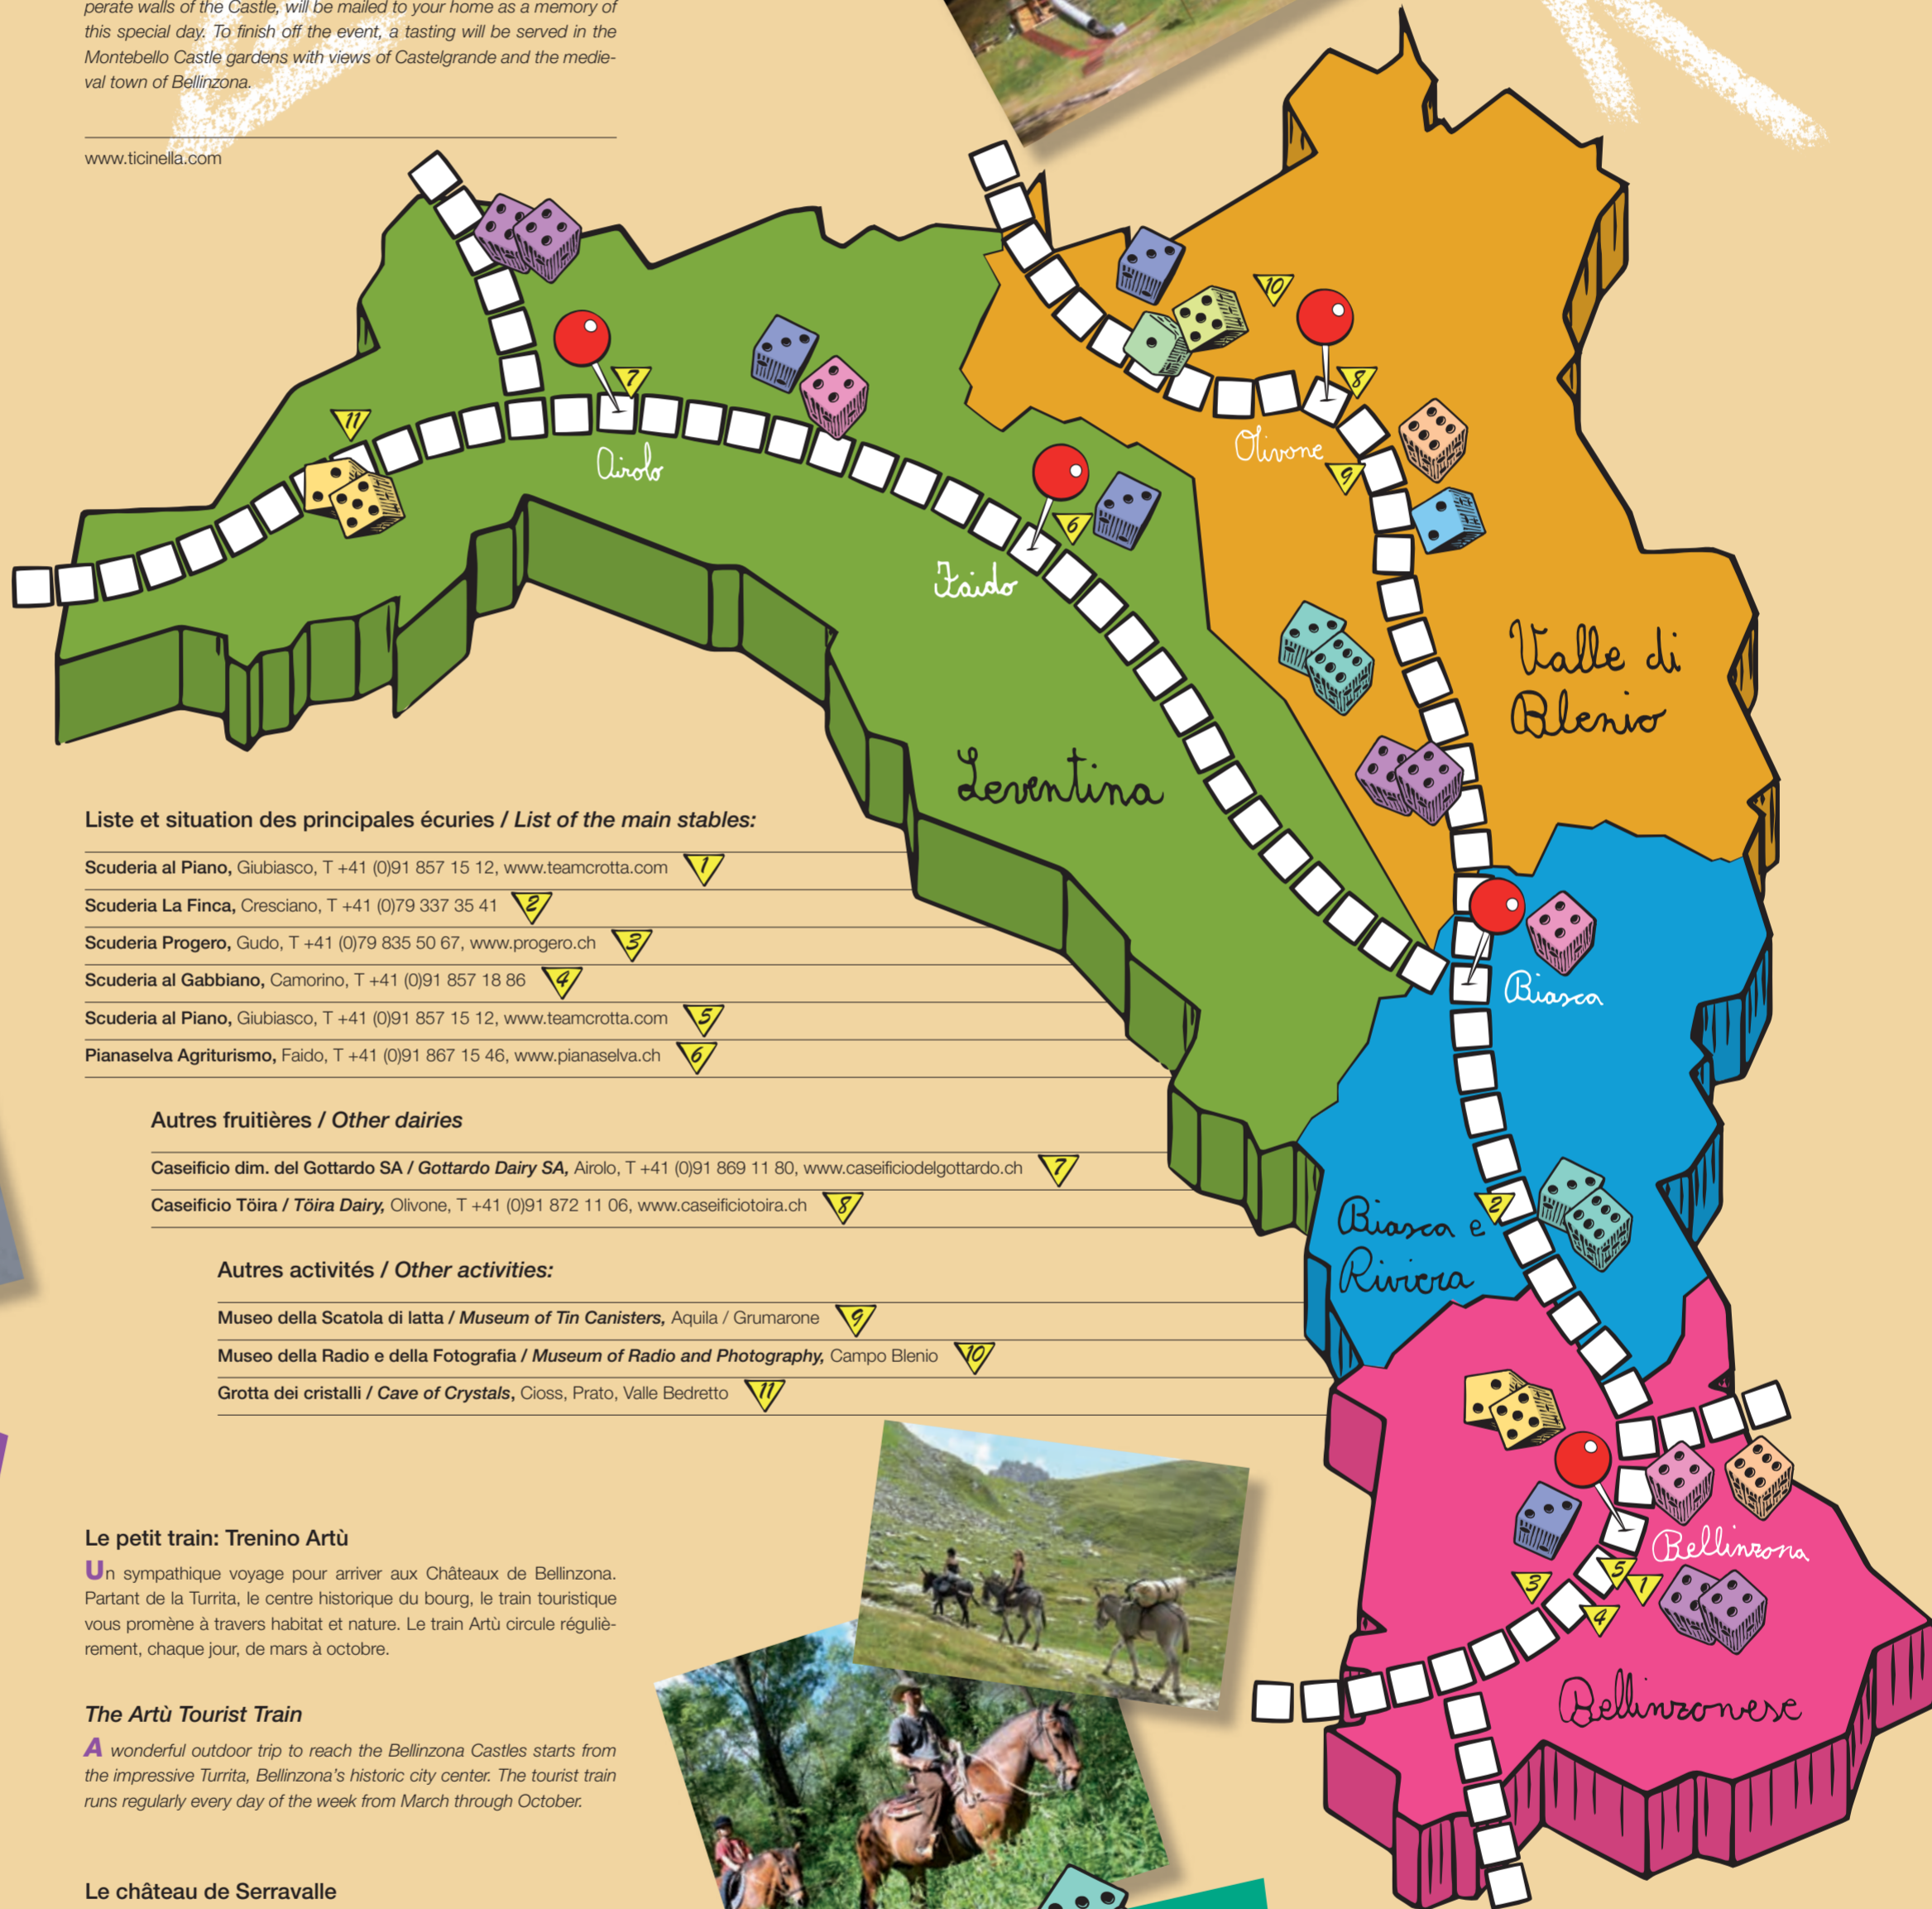 perate walls of the Castle, will be mailed to your home as a memory of
this special day. To finish off the event, a tasting will be served in the
Montebello Castle gardens with views of Castelgrande and the medie-
val town of Bellinzona.
www.ticinella.com
10
7
8
11
Airolo
Olivone
9
6
Faido
Valle di
Blenio
Leventina
Liste et situation des principales écuries / List of the main stables:
Scuderia al Piano, Giubiasco, T +41 (0)91 857 15 12, www.teamcrotta.com 1
Scuderia La Finca, Cresciano, T +41 (0)79 337 35 41 2
Scuderia Progero, Gudo, T +41 (0)79 835 50 67, www.progero.ch 3
Scuderia al Gabbiano, Camorino, T +41 (0)91 857 18 86 4
Scuderia al Piano, Giubiasco, T +41 (0)91 857 15 12, www.teamcrotta.com 5
Pianaselva Agriturismo, Faido, T +41 (0)91 867 15 46, www.pianaselva.ch 6
Biasca
Autres fruitières / Other dairies
Caseificio dim. del Gottardo SA / Gottardo Dairy SA, Airolo, T +41 (0)91 869 11 80, www.caseificiodelgottardo.ch 7
Caseificio Töira / Töira Dairy, Olivone, T +41 (0)91 872 11 06, www.caseificiotoira.ch 8
2
Biasca e
Riviera
Autres activités / Other activities:
Museo della Scatola di latta / Museum of Tin Canisters, Aquila / Grumarone 9
Museo della Radio e della Fotografia / Museum of Radio and Photography, Campo Blenio 10
Grotta dei cristalli / Cave of Crystals, Cioss, Prato, Valle Bedretto 11
Bellinzona
3
5
1
4
Bellinzonese
Le petit train: Trenino Artù
Un sympathique voyage pour arriver aux Châteaux de Bellinzona.
Partant de la Turrita, le centre historique du bourg, le train touristique
vous promène à travers habitat et nature. Le train Artù circule réguliè-
rement, chaque jour, de mars à octobre.
The Artù Tourist Train
A wonderful outdoor trip to reach the Bellinzona Castles starts from
the impressive Turrita, Bellinzona's historic city center. The tourist train
runs regularly every day of the week from March through October.
Le château de Serravalle